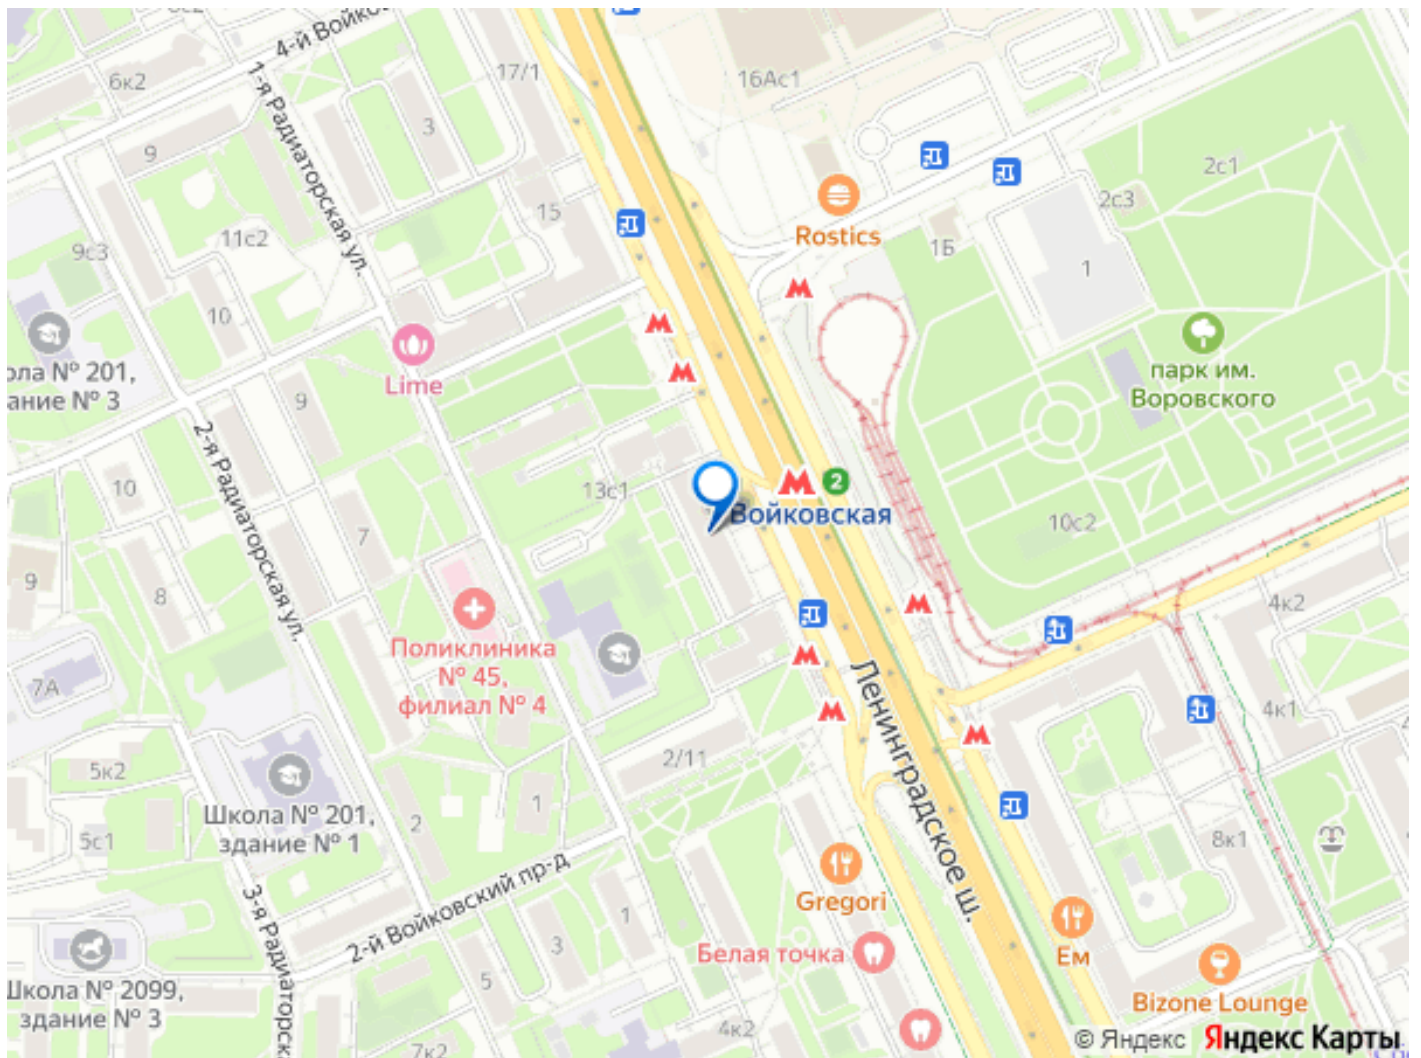 4-й Войко
6к2
17/1
16Ас1
1-я Радиаторская ул.
3
9
2с1
2с3
15
Rostics
11с2
1Б
9с3
1
10
ола № 201,
ание № 3
Lime
парк им.
Воровского
9
2-я Радиаторская ул.
10
13с1
2
Войковская
10с2
7
9
8
4к2
Поликлиника
№ 45,
филиал № 4
7А
Ленинградское ш.
4к1
2/11
5к2
1
Школа № 201,
здание № 1
2
5с1
8к1
2-й Войковский пр-д
Gregori
3-я Радиаторск
1
3
Белая точка
Ем
5
Школа № 2099,
здание № 3
Bizone Lounge
4к2
7к2
© Яндекс Яндекс Карты